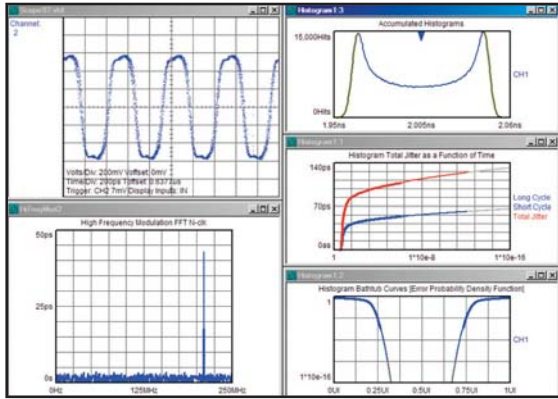 Channel:
2
Volts/Div: 200mV Voffset: 0mV
Time/Div: 200ps Toffset: 0.6377us
Trigger: CH2 7mV Display Inputs: IN
High Frequency Modulation FFT N-clk
50ps
25ps
0s
0Hz
125MHz
250MHz
Histogram1:3
Accumulated Histograms
15,000Hits
0Hits
1.95ns
2.005ns
2.06ns
CH1
Histogram1:1
Histogram Total Jitter as a Function of Time
140ps
70ps
0as
1
1*10e-8
1*10e-16
Long Cycle
Short Cycle
Total Jitter
Histogram1:2
Histogram Bathtub Curves [Error Probability Density Function]
1
1*10e-16
0UI
0.25UI
0.5UI
0.75UI
1UI
CH1